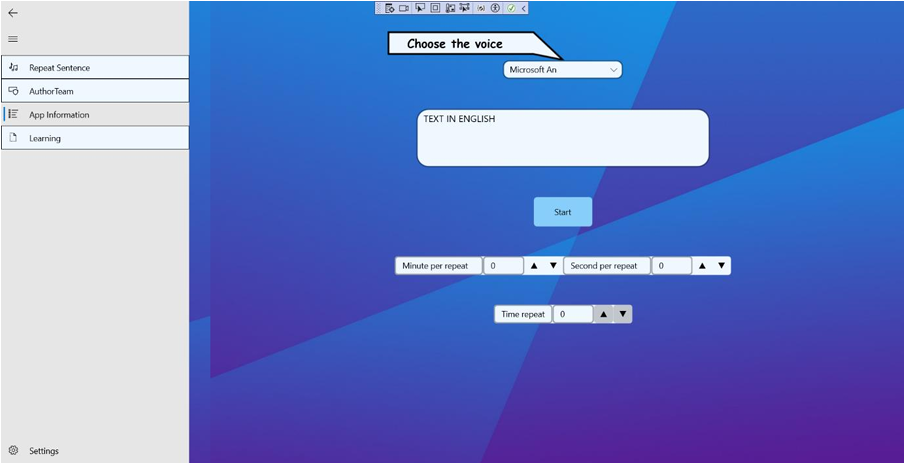 Choose the voice
Microsoft An
Repeat Sentence
AuthorTeam
App Information
Learning
TEXT IN ENGLISH
Start
Minute per repeat 0 ▲ ▼ Second per repeat 0 ▲ ▼
Time repeat 0 ▲ ▼
Settings